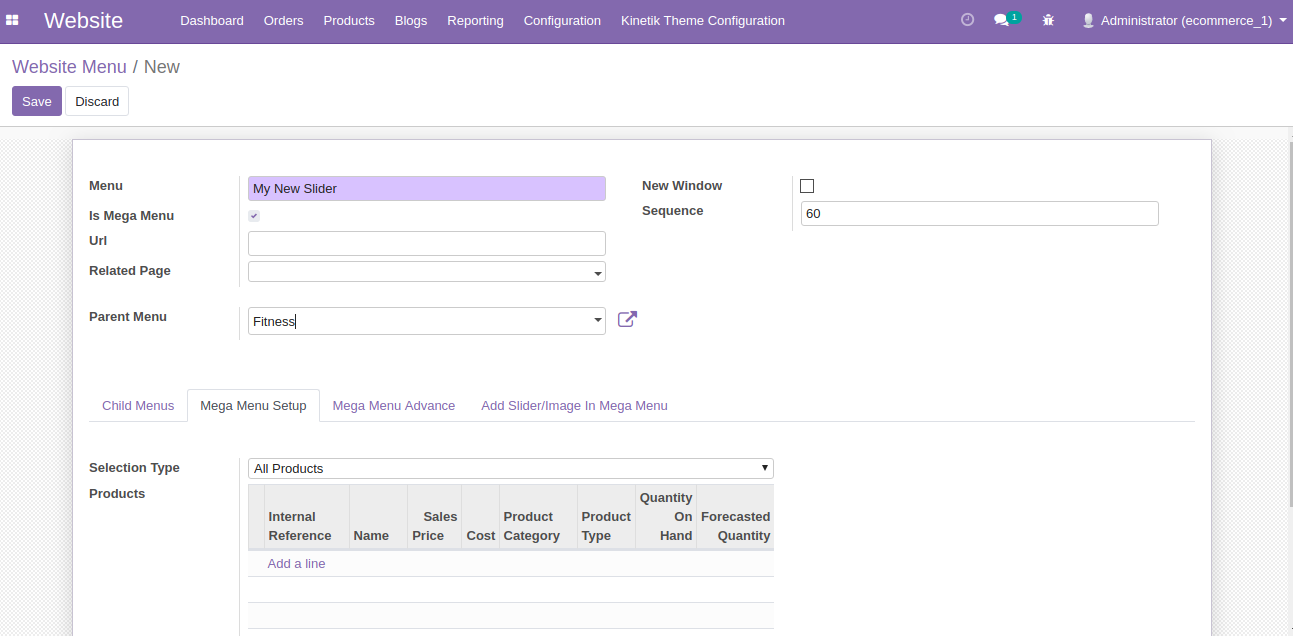 Website Dashboard Orders Products Blogs Reporting Configuration Kinetik Theme Configuration 1 Administrator (ecommerce_1)
Website Menu / New
Save Discard
Menu My New Slider New Window
Is Mega Menu Sequence 60
Url
Related Page
Parent Menu Fitness
Child Menus Mega Menu Setup Mega Menu Advance Add Slider/Image In Mega Menu
Selection Type All Products
Products
Internal Reference Name Sales Price Cost Product Category Product Type Quantity On Hand Forecasted Quantity
Add a line